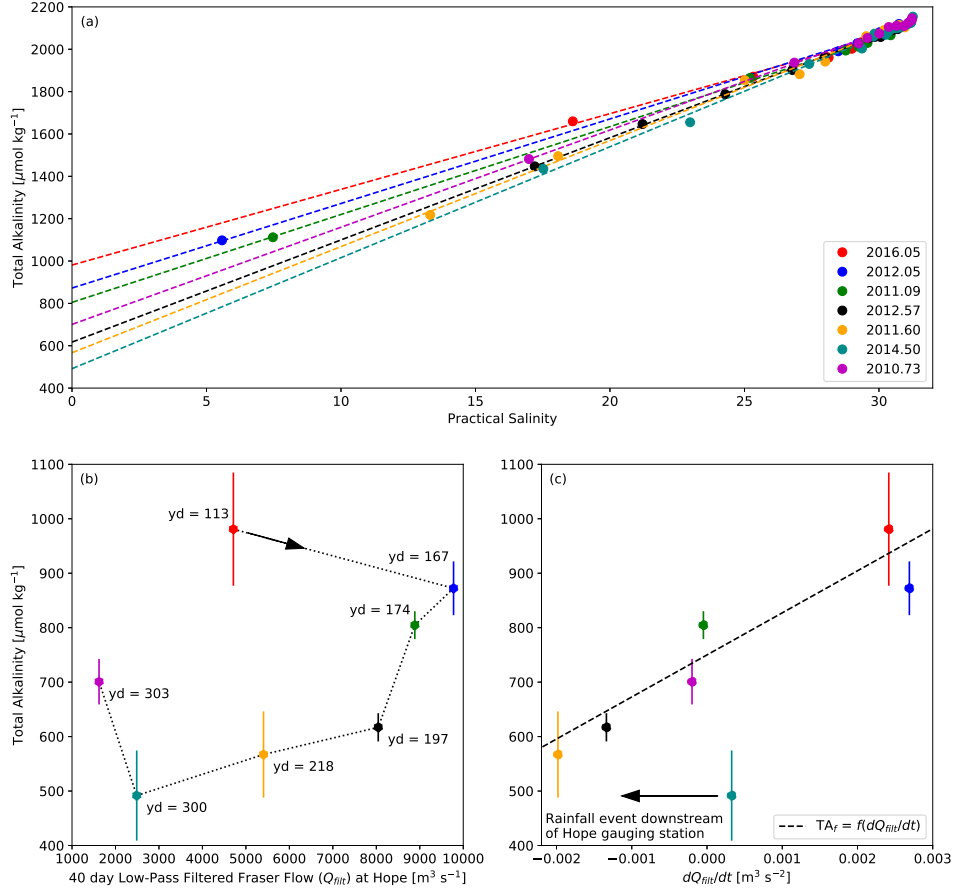 (a)
2200
2000
1800
1600
1400
1200
1000
800
600
400
Total Alkalinity [μmol kg⁻¹]
0 5 10 15 20 25 30
Practical Salinity
2016.05
2012.05
2011.09
2012.57
2011.60
2014.50
2010.73
(b)
1100
1000
900
800
700
600
500
400
Total Alkalinity [μmol kg⁻¹]
yd = 113
yd = 167
yd = 174
yd = 303
yd = 197
yd = 218
yd = 300
1000 2000 3000 4000 5000 6000 7000 8000 9000 10000
40 day Low-Pass Filtered Fraser Flow (Q_filt) at Hope [m³ s⁻¹]
(c)
1100
1000
900
800
700
600
500
400
Rainfall event downstream
of Hope gauging station
TA_f = f(dQ_filt/dt)
−0.002 −0.001 0.000 0.001 0.002 0.003
dQ_filt/dt [m³ s⁻²]